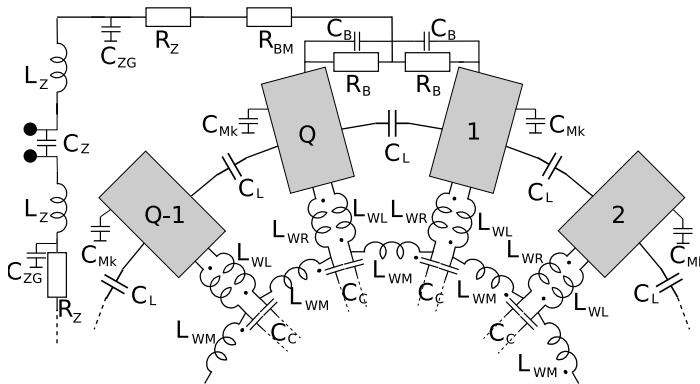 C_B C_B
C_ZG R_Z R_BM
R_B R_B
L_Z
C_Mk Q 1 C_Mk
C_Z
C_L C_L C_L
L_Z Q-1 2
L_WL L_WR L_WL
L_WR
C_Mk L_WL L_WR C_M
C_ZG L_WM
C_L L_WM C_C C_C L_WM L_WL C_L
R_Z
L_WM C_C C_C
L_WM